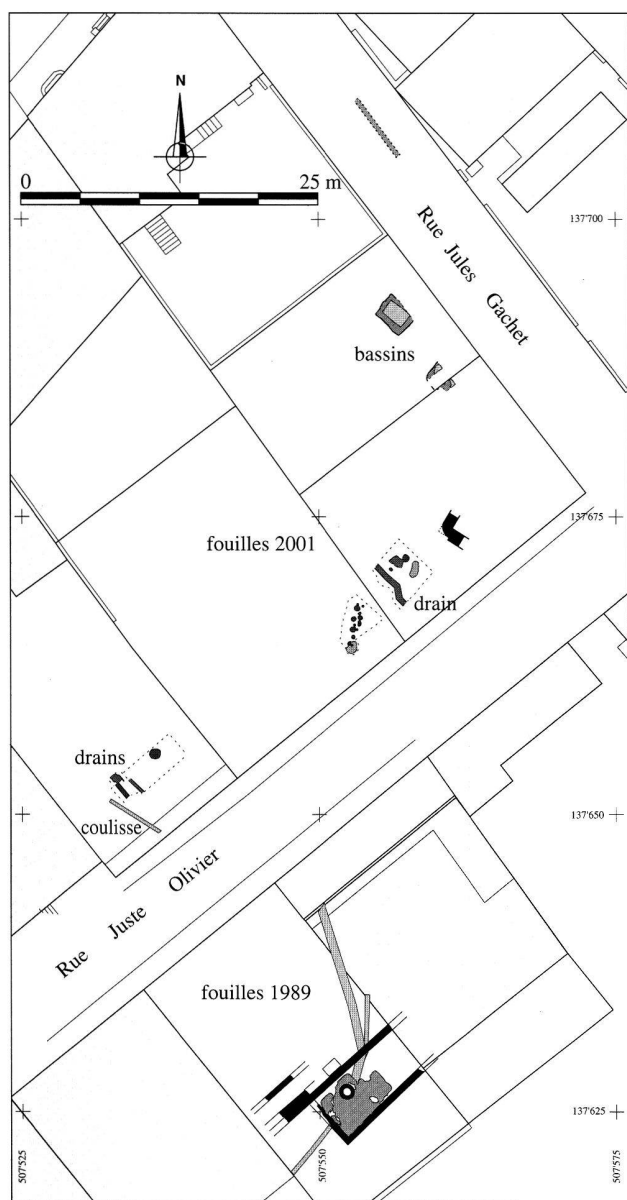 N
0 25 m
137'700
Rue Jules Gachet
bassins
137'675
fouilles 2001
drain
drains
coulisse
137'650
Rue Juste Olivier
fouilles 1989
137'625
507'525
507'550
507'575